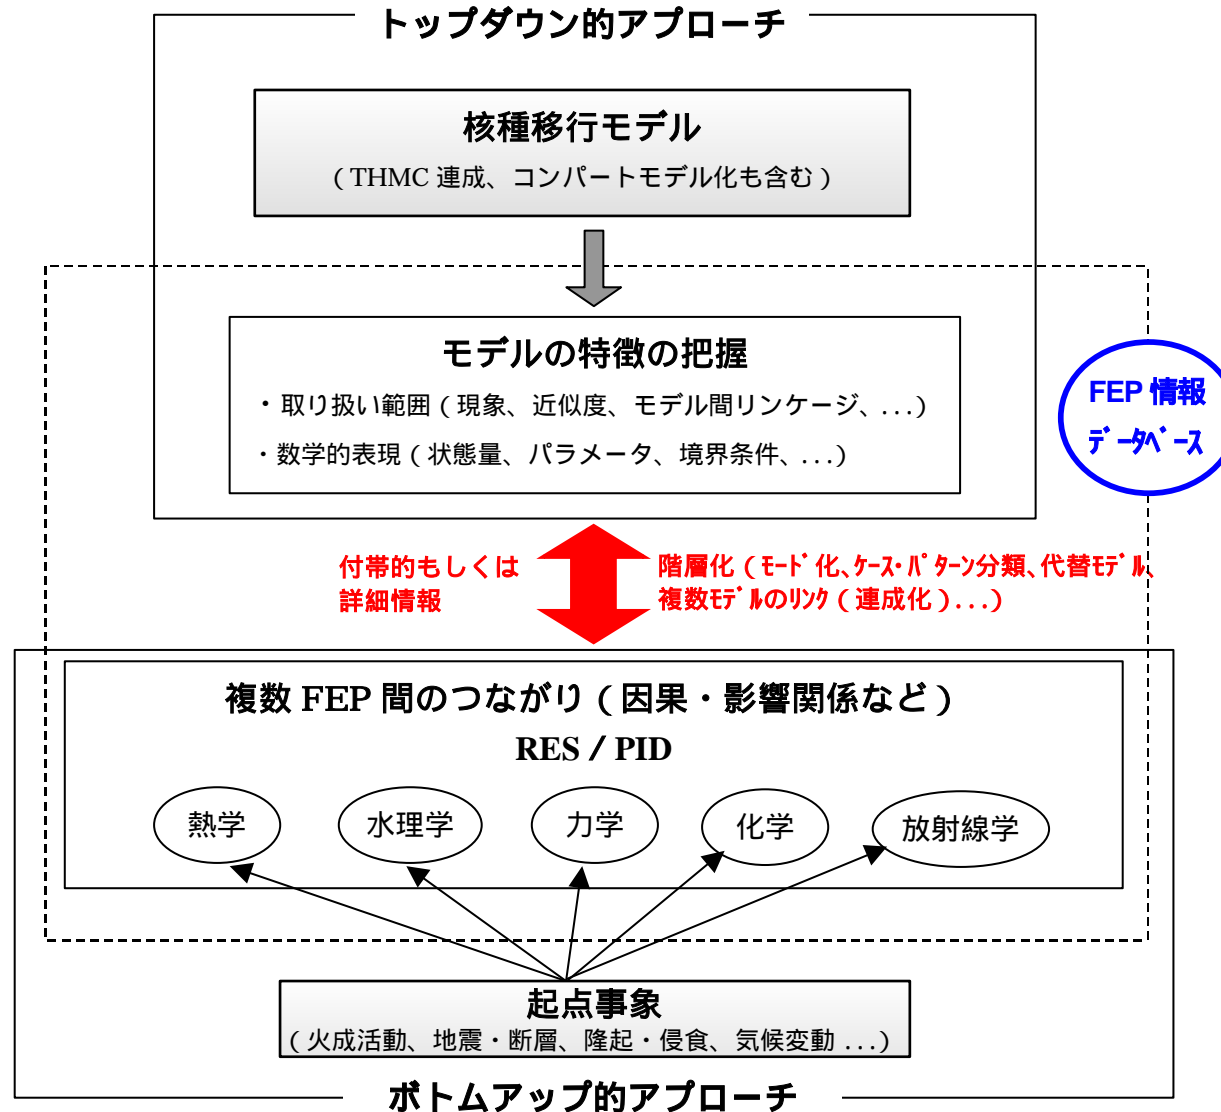 トップダウン的アプローチ
核種移行モデル
（THMC 連成、コンパートモデル化も含む）
モデルの特徴の把握
・取り扱い範囲（現象、近似度、モデル間リンケージ、...）
・数学的表現（状態量、パラメータ、境界条件、...）
FEP 情報
ﾃﾞｰﾀﾍﾞｰｽ
付帯的もしくは
詳細情報
階層化（ﾓｰﾄﾞ化、ｹｰｽ･ﾊﾟﾀｰﾝ分類、代替ﾓﾃﾞﾙ、
複数ﾓﾃﾞﾙのﾘﾝｸ（連成化）...）
複数 FEP 間のつながり（因果・影響関係など）
RES / PID
熱学
水理学
力学
化学
放射線学
起点事象
（火成活動、地震・断層、隆起・侵食、気候変動 ...）
ボトムアップ的アプローチ